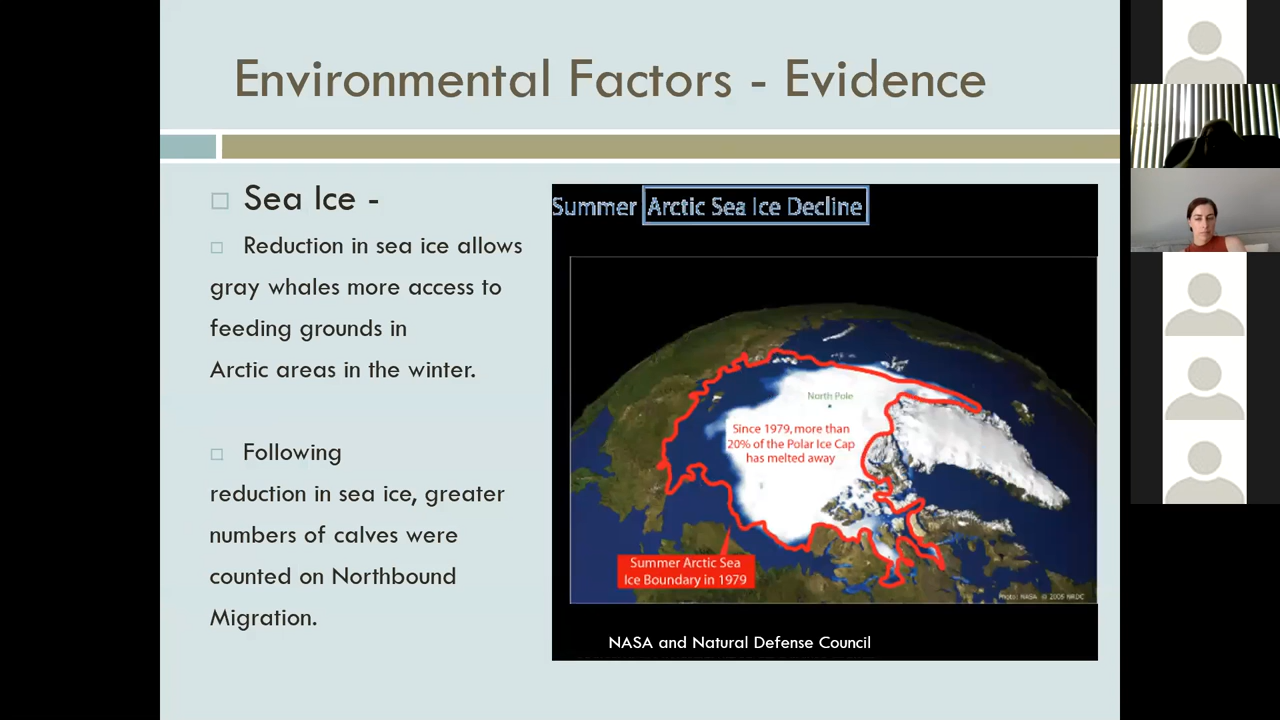 Environmental Factors - Evidence
Sea Ice -
Reduction in sea ice allows
gray whales more access to
feeding grounds in
Arctic areas in the winter.
Following
reduction in sea ice, greater
numbers of calves were
counted on Northbound
Migration.
Summer Arctic Sea Ice Decline
North Pole
Since 1979, more than
20% of the Polar Ice Cap
has melted away
Summer Arctic Sea
Ice Boundary in 1979
Photo: NASA © 2005 NRDC
NASA and Natural Defense Council